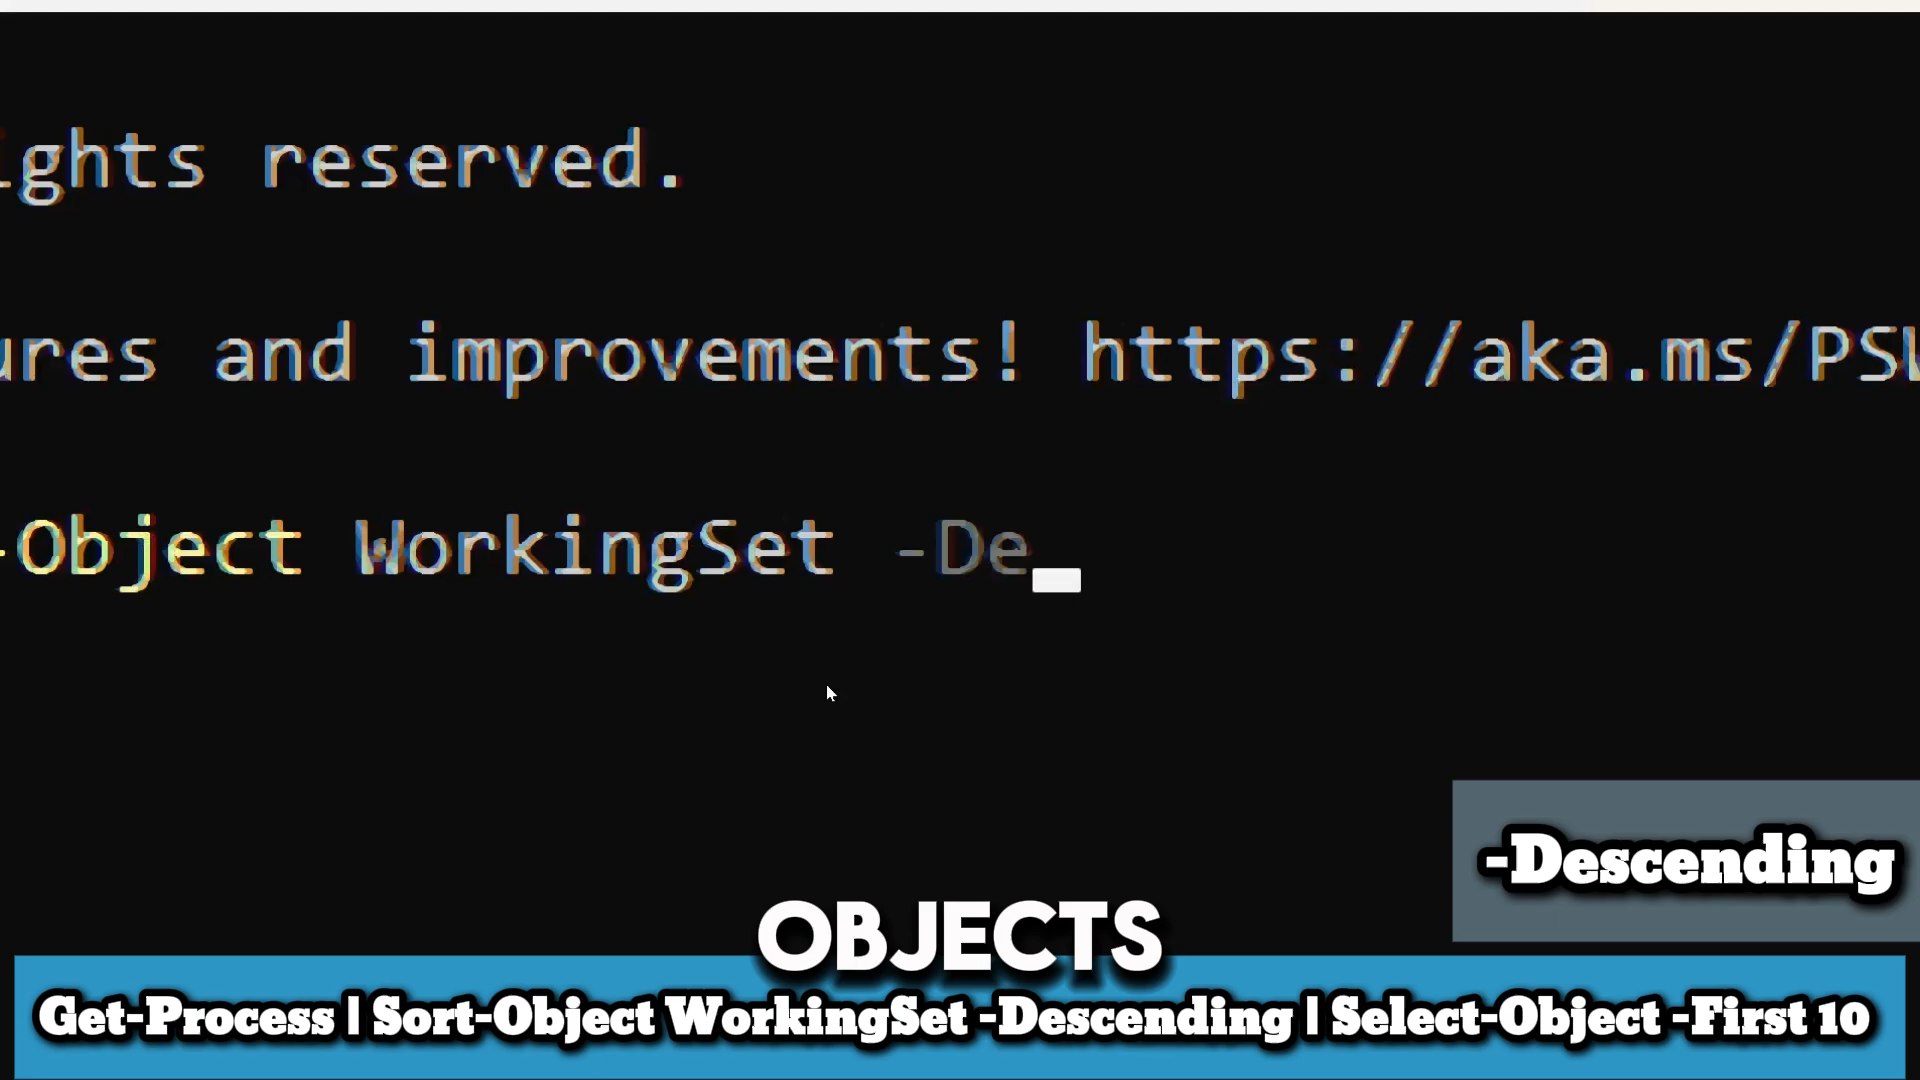 ights reserved.
ures and improvements! https://aka.ms/PS
-Object WorkingSet -De
-Descending
OBJECTS
Get-Process | Sort-Object WorkingSet -Descending | Select-Object -First 10